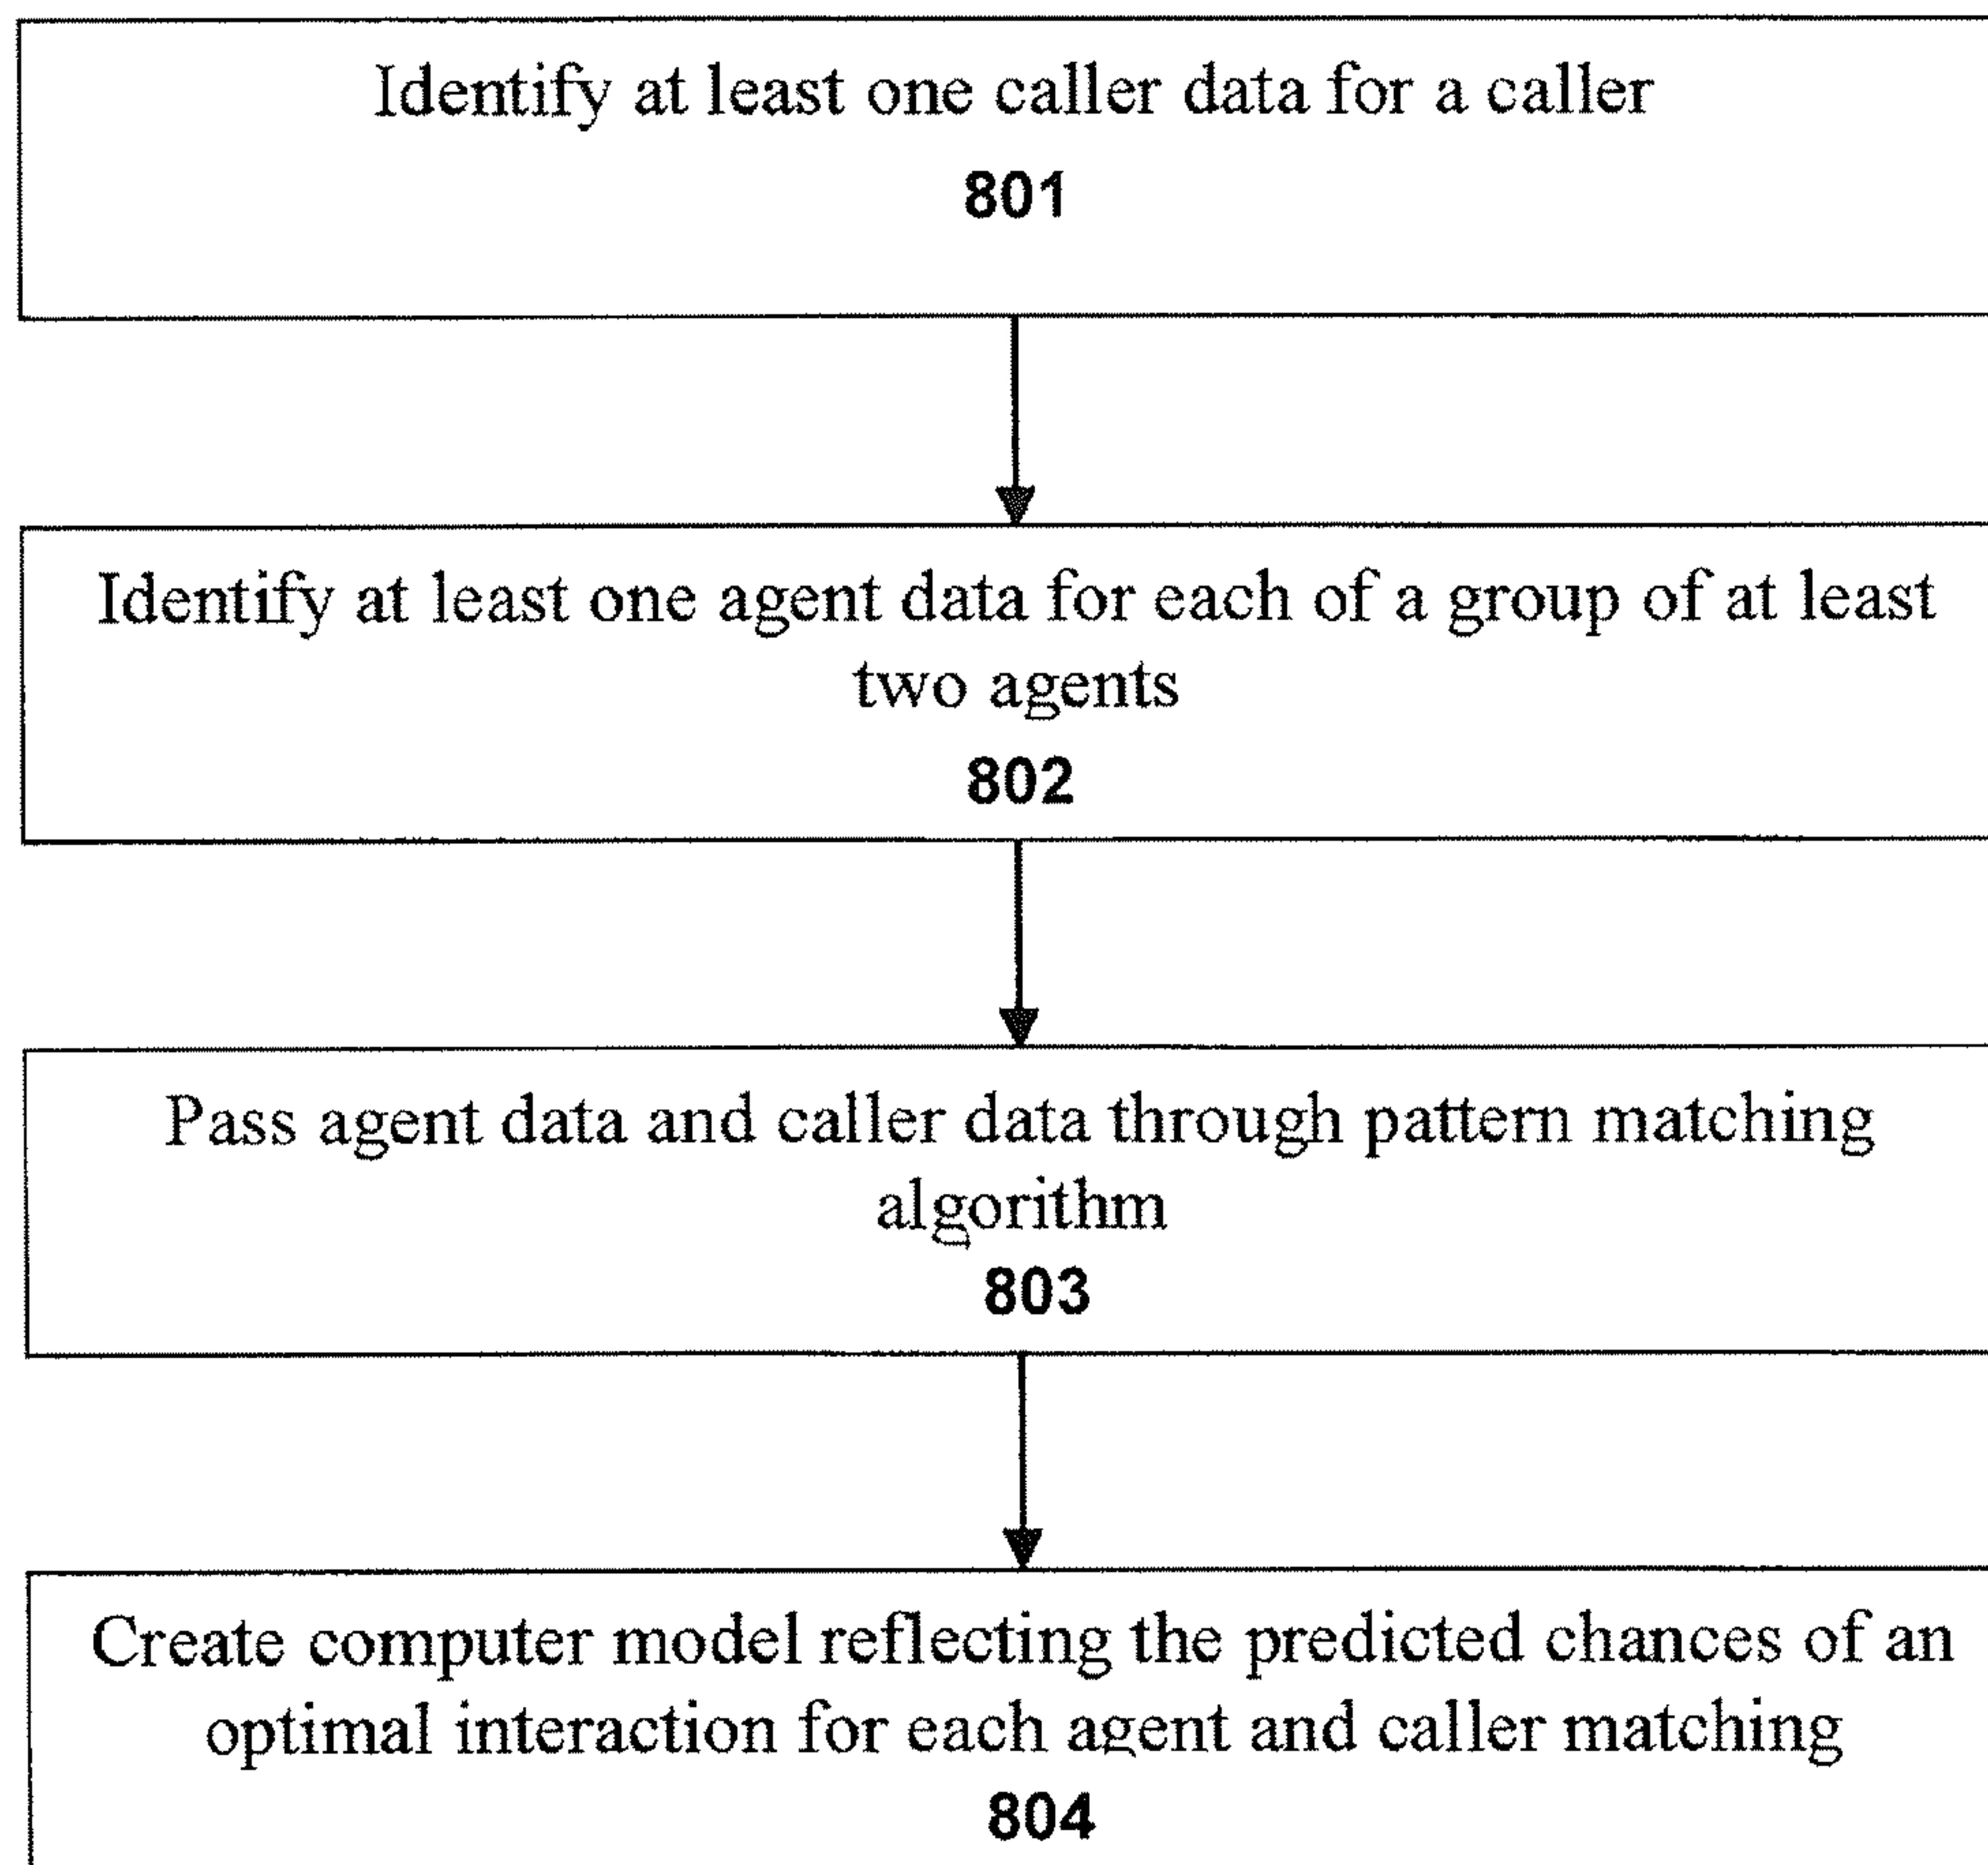 Identify at least one caller data for a caller
801
Identify at least one agent data for each of a group of at least
two agents
802
Pass agent data and caller data through pattern matching
algorithm
803
Create computer model reflecting the predicted chances of an
optimal interaction for each agent and caller matching
804